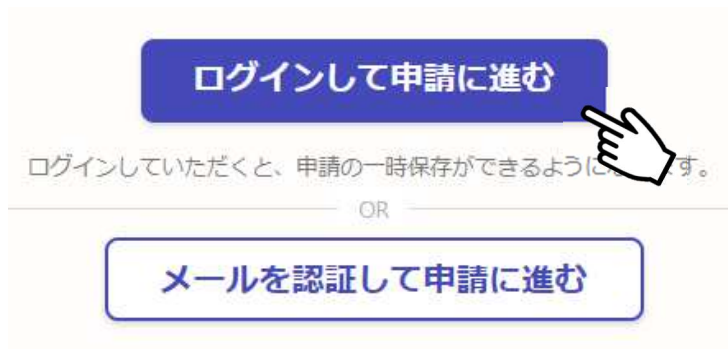 ログインして申請に進む
ログインしていただくと、申請の一時保存ができるように す。
OR
メールを認証して申請に進む